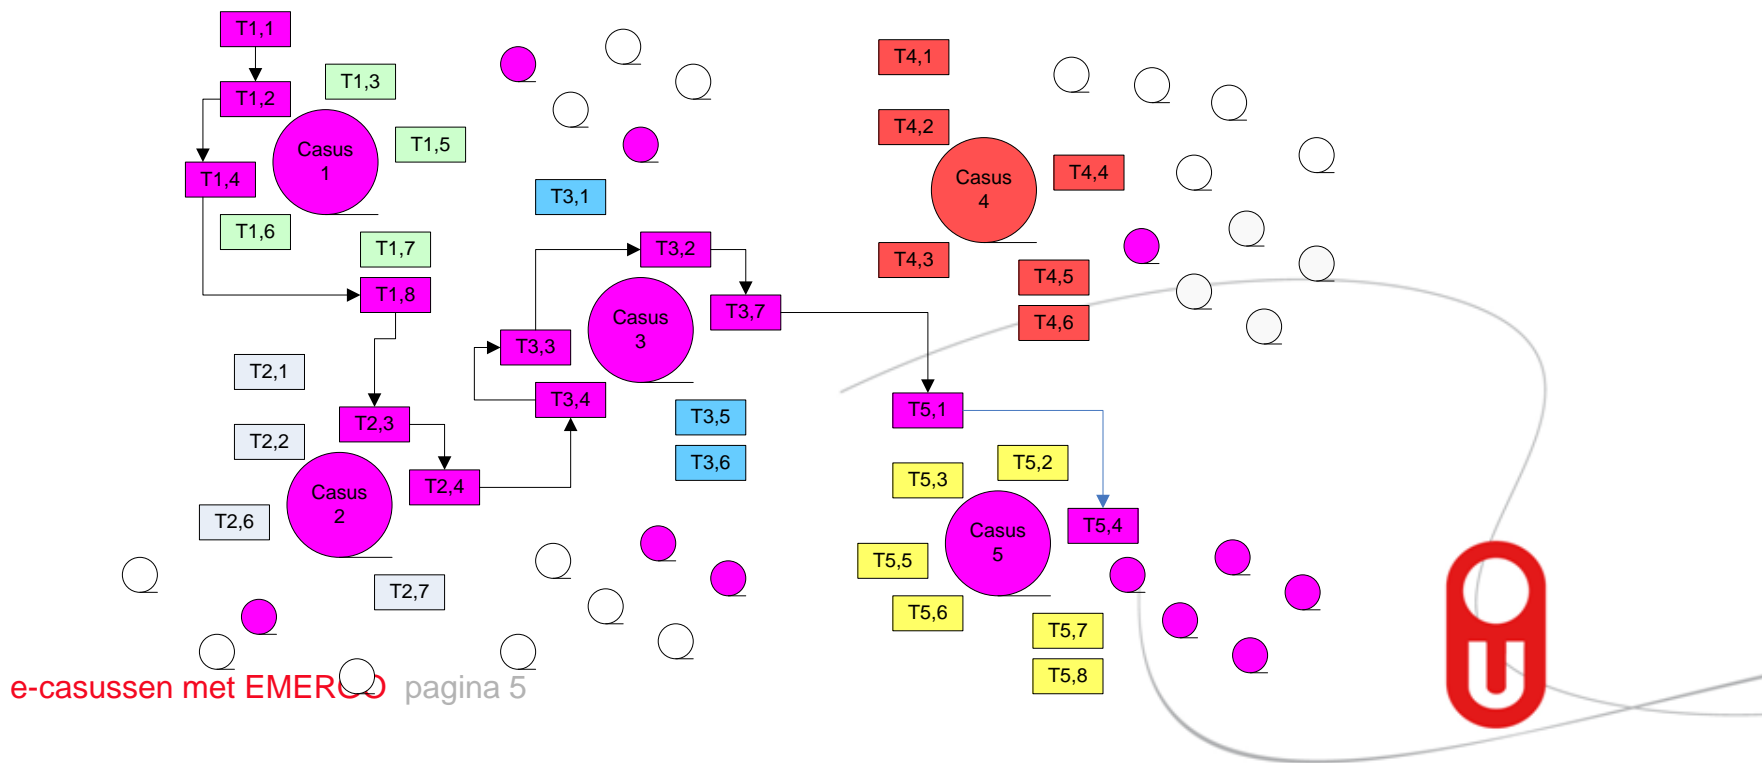 T1,1
T1,2
T1,3
T1,5
Casus
1
T1,4
T1,6
T1,7
T1,8
T2,1
T2,3
T2,2
T2,4
Casus
2
T2,6
T2,7
T3,1
T3,2
T3,7
Casus
3
T3,3
T3,4
T3,5
T3,6
T4,1
T4,2
T4,4
Casus
4
T4,3
T4,5
T4,6
T5,1
T5,2
T5,3
T5,4
Casus
5
T5,5
T5,6
T5,7
T5,8
e-casussen met EMERGO pagina 5